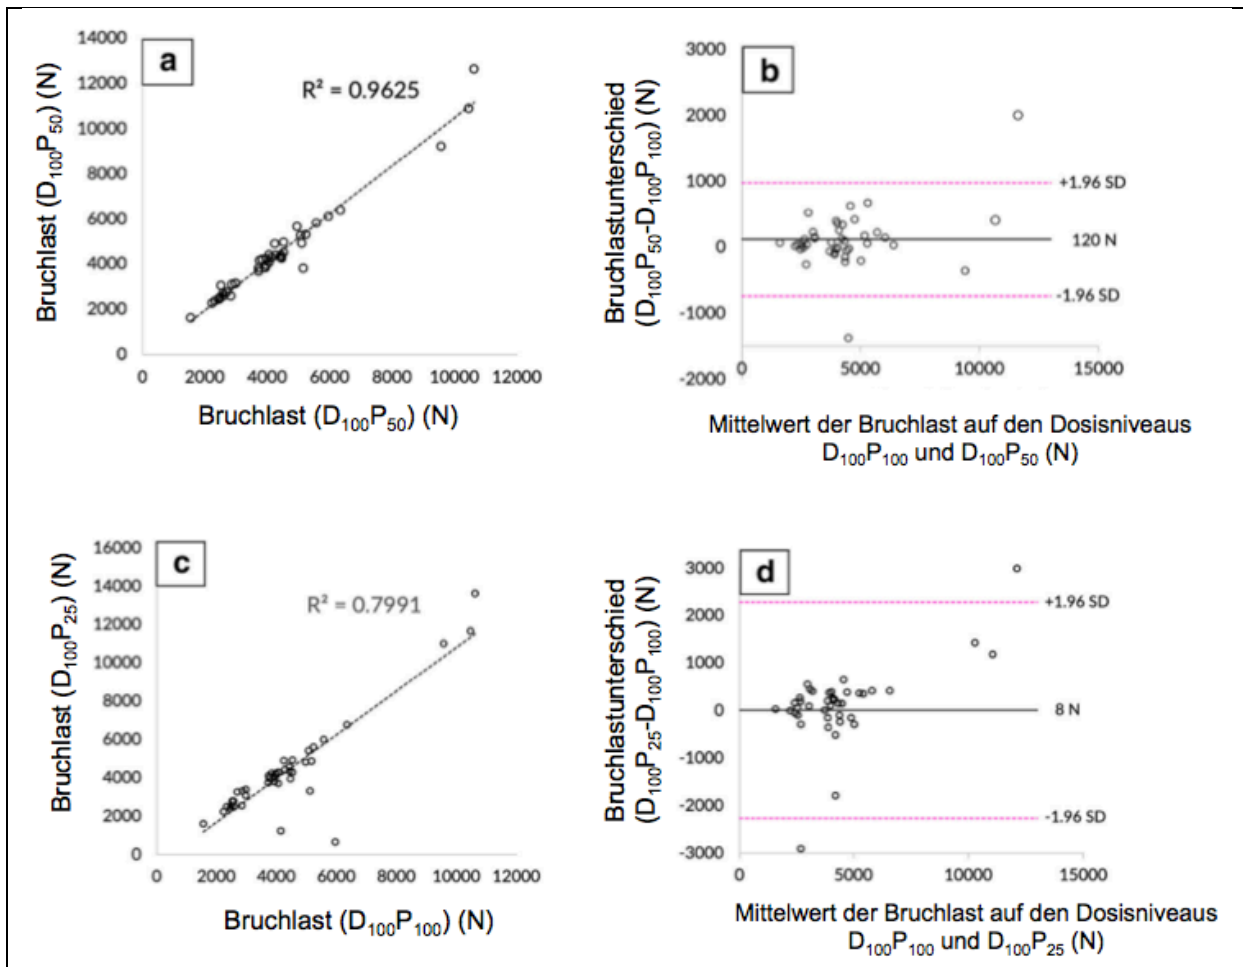 a
R² = 0.9625
Bruchlast (D₁₀₀P₅₀) (N)
14000
12000
10000
8000
6000
4000
2000
0
0 2000 4000 6000 8000 10000 12000
Bruchlast (D₁₀₀P₅₀) (N)
b
Bruchlastunterschied
(D₁₀₀P₅₀-D₁₀₀P₁₀₀) (N)
3000
2000
1000
0
-1000
-2000
+1.96 SD
120 N
-1.96 SD
0 5000 10000 15000
Mittelwert der Bruchlast auf den Dosisniveaus
D₁₀₀P₁₀₀ und D₁₀₀P₅₀ (N)
c
R² = 0.7991
Bruchlast (D₁₀₀P₂₅) (N)
16000
14000
12000
10000
8000
6000
4000
2000
0
0 2000 4000 6000 8000 10000 12000
Bruchlast (D₁₀₀P₁₀₀) (N)
d
Bruchlastunterschied
(D₁₀₀P₂₅-D₁₀₀P₁₀₀) (N)
3000
2000
1000
0
-1000
-2000
-3000
+1.96 SD
8 N
-1.96 SD
0 5000 10000 15000
Mittelwert der Bruchlast auf den Dosisniveaus
D₁₀₀P₁₀₀ und D₁₀₀P₂₅ (N)